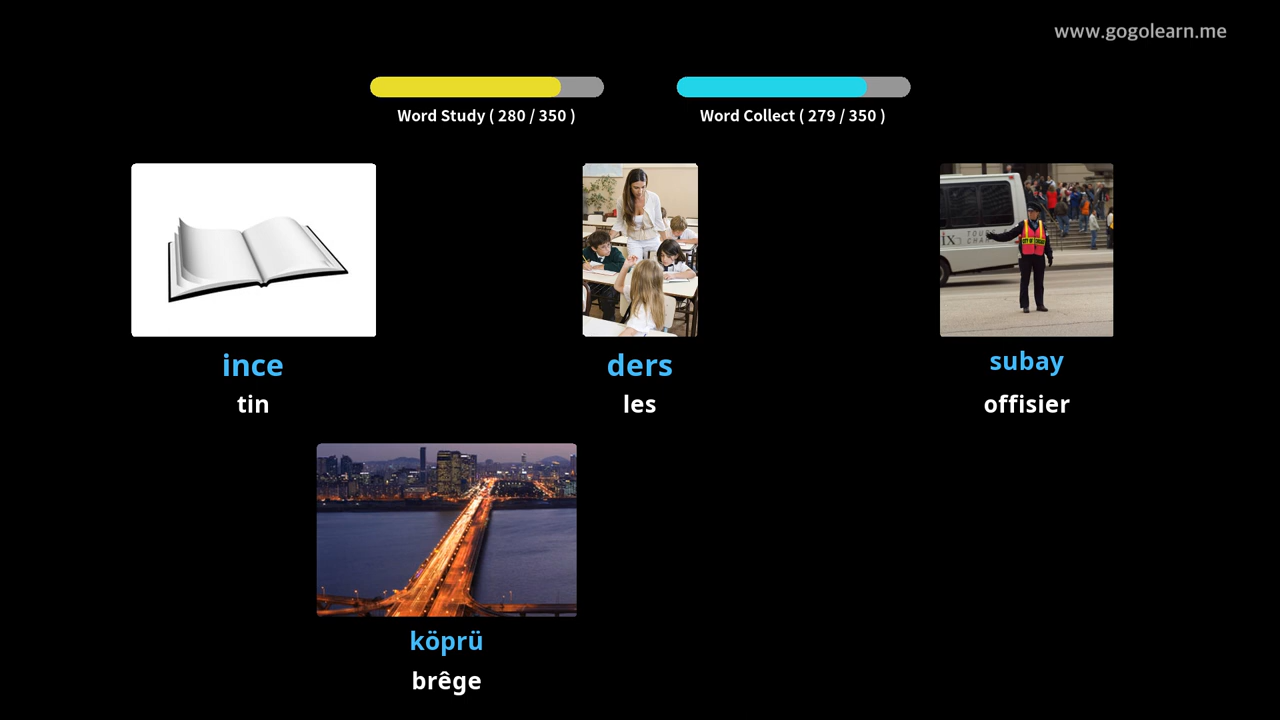 www.gogolearn.me
Word Study ( 280 / 350 )
Word Collect ( 279 / 350 )
ince
tin
ders
les
subay
offisier
köprü
brêge